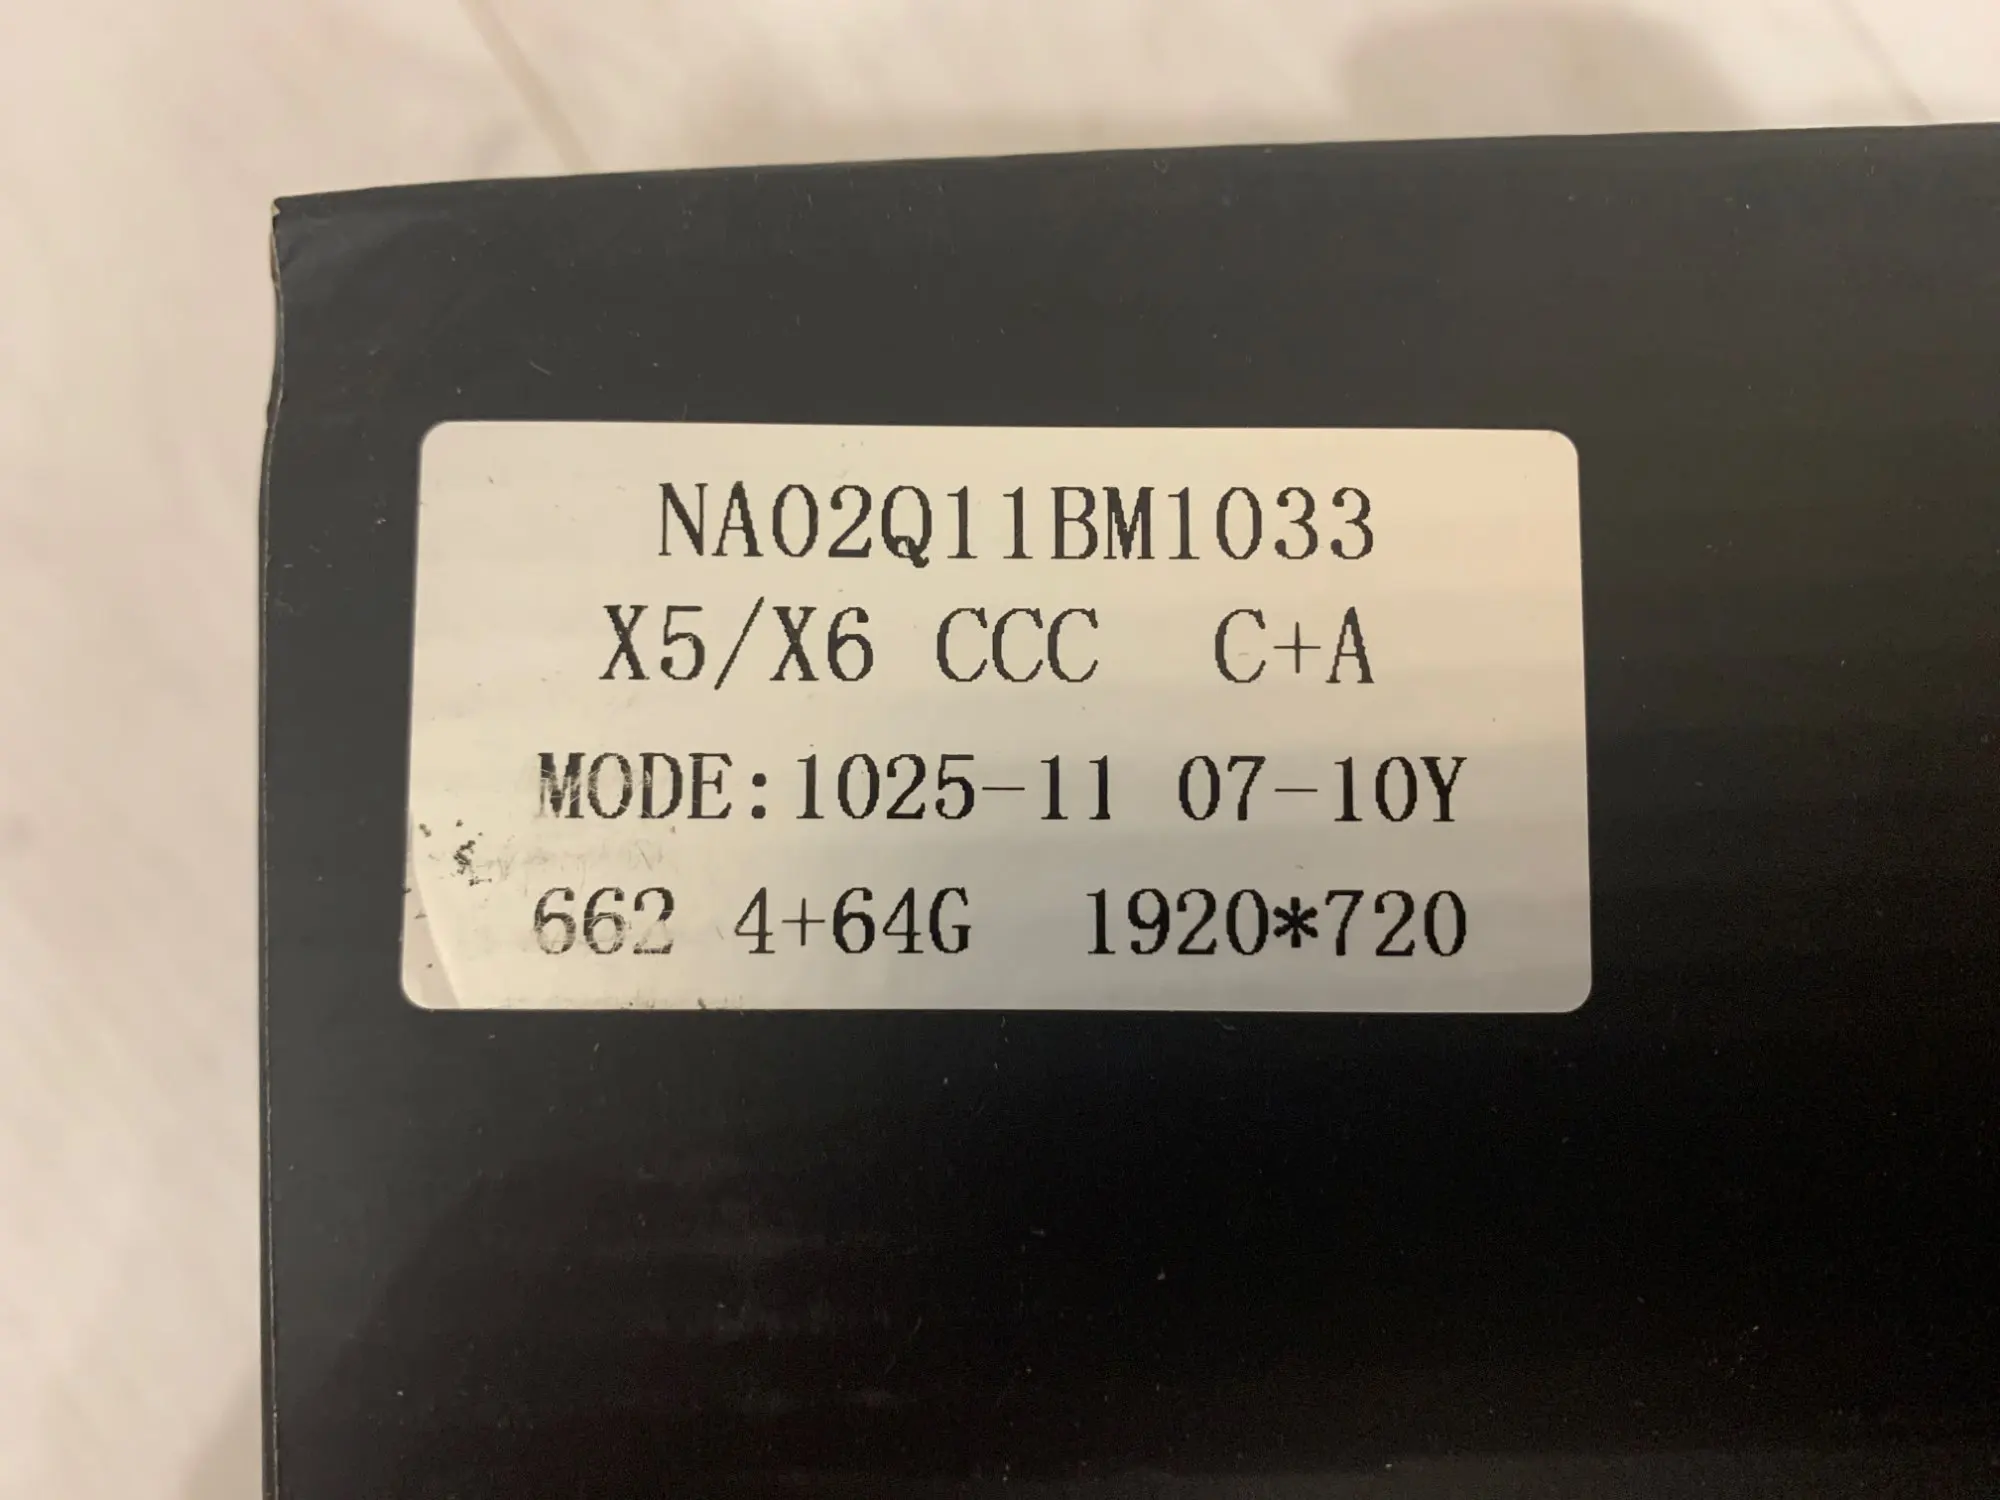 NA02Q11BM1033
X5/X6 CCC C+A
MODE:1025-11 07-10Y
662 4+64G 1920*720